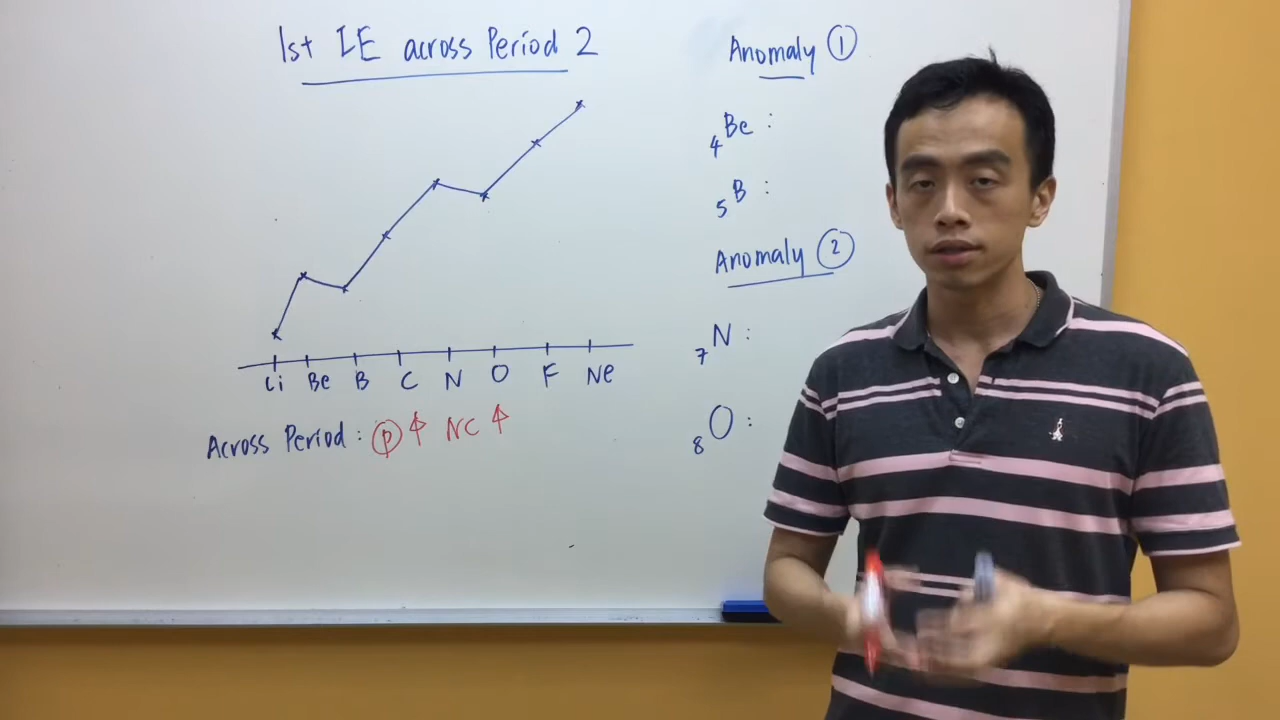 1st IE across Period 2
Li Be B C N O F Ne
Across Period : p ↑ NC ↑
Anomaly 1
4Be :
5B :
Anomaly 2
7N :
8O :